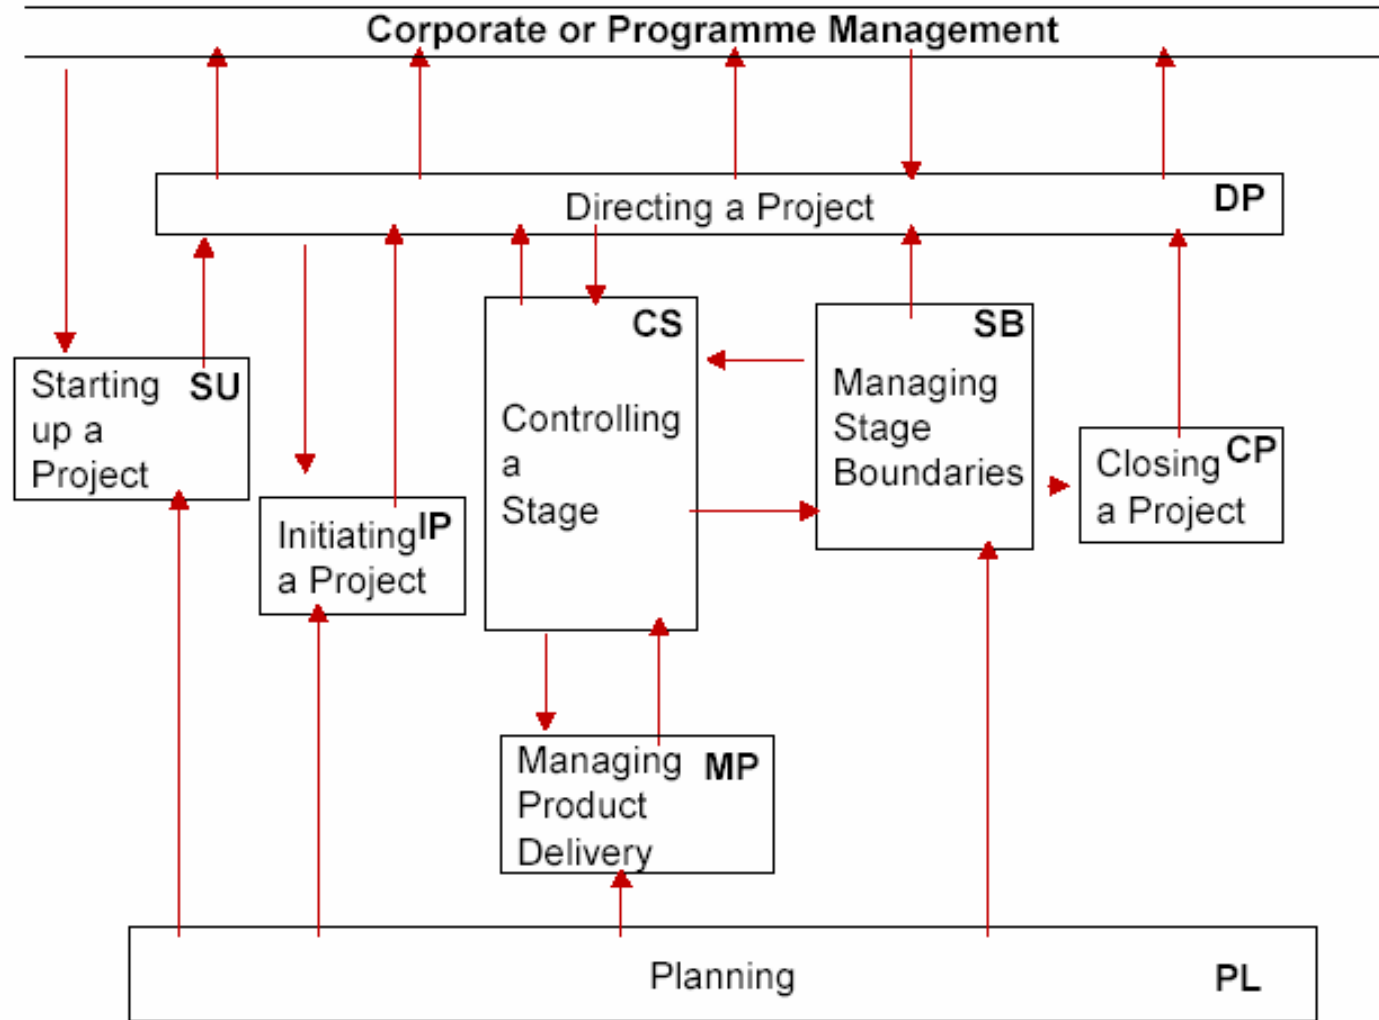 Corporate or Programme Management
Directing a Project
DP
Starting
up a
Project
SU
Initiating
a Project
IP
CS
Controlling
a
Stage
SB
Managing
Stage
Boundaries
Closing
a Project
CP
Managing
Product
Delivery
MP
Planning
PL